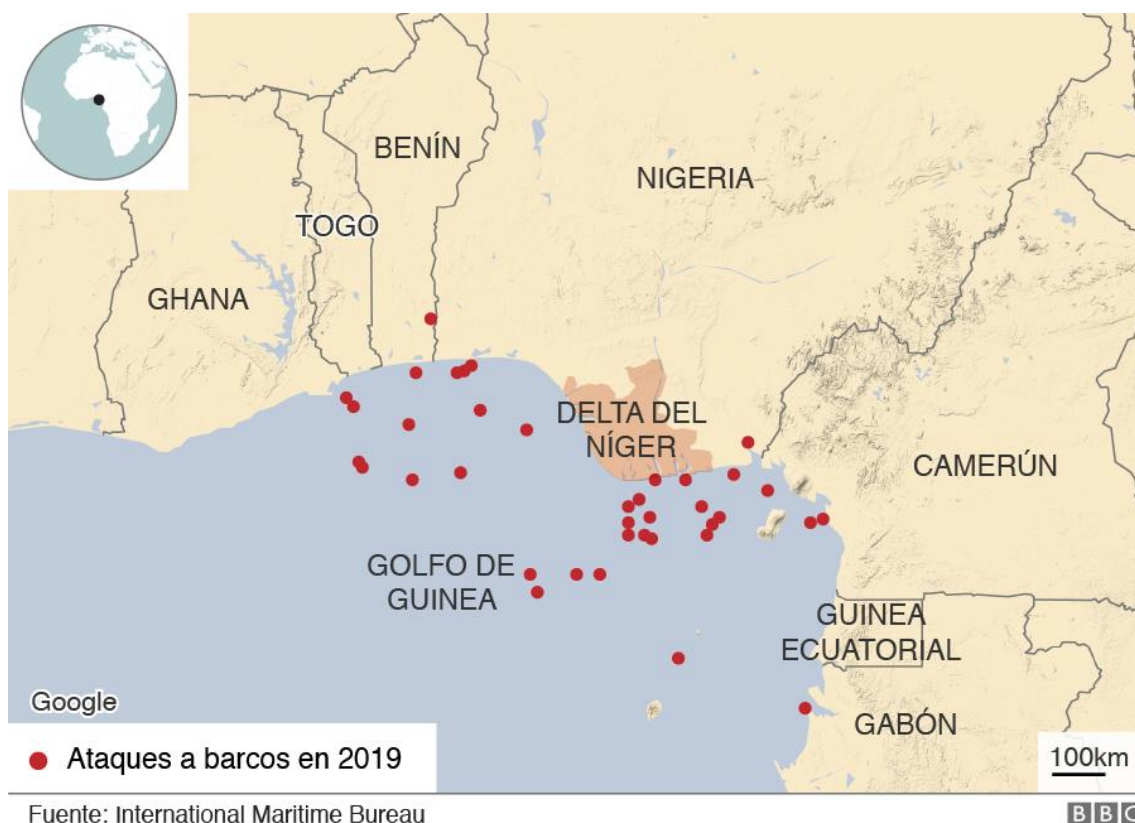 BENÍN
NIGERIA
TOGO
GHANA
DELTA DEL
NÍGER
CAMERÚN
GOLFO DE
GUINEA
GUINEA
ECUATORIAL
GABÓN
Google
Ataques a barcos en 2019
100km
Fuente: International Maritime Bureau
BBC